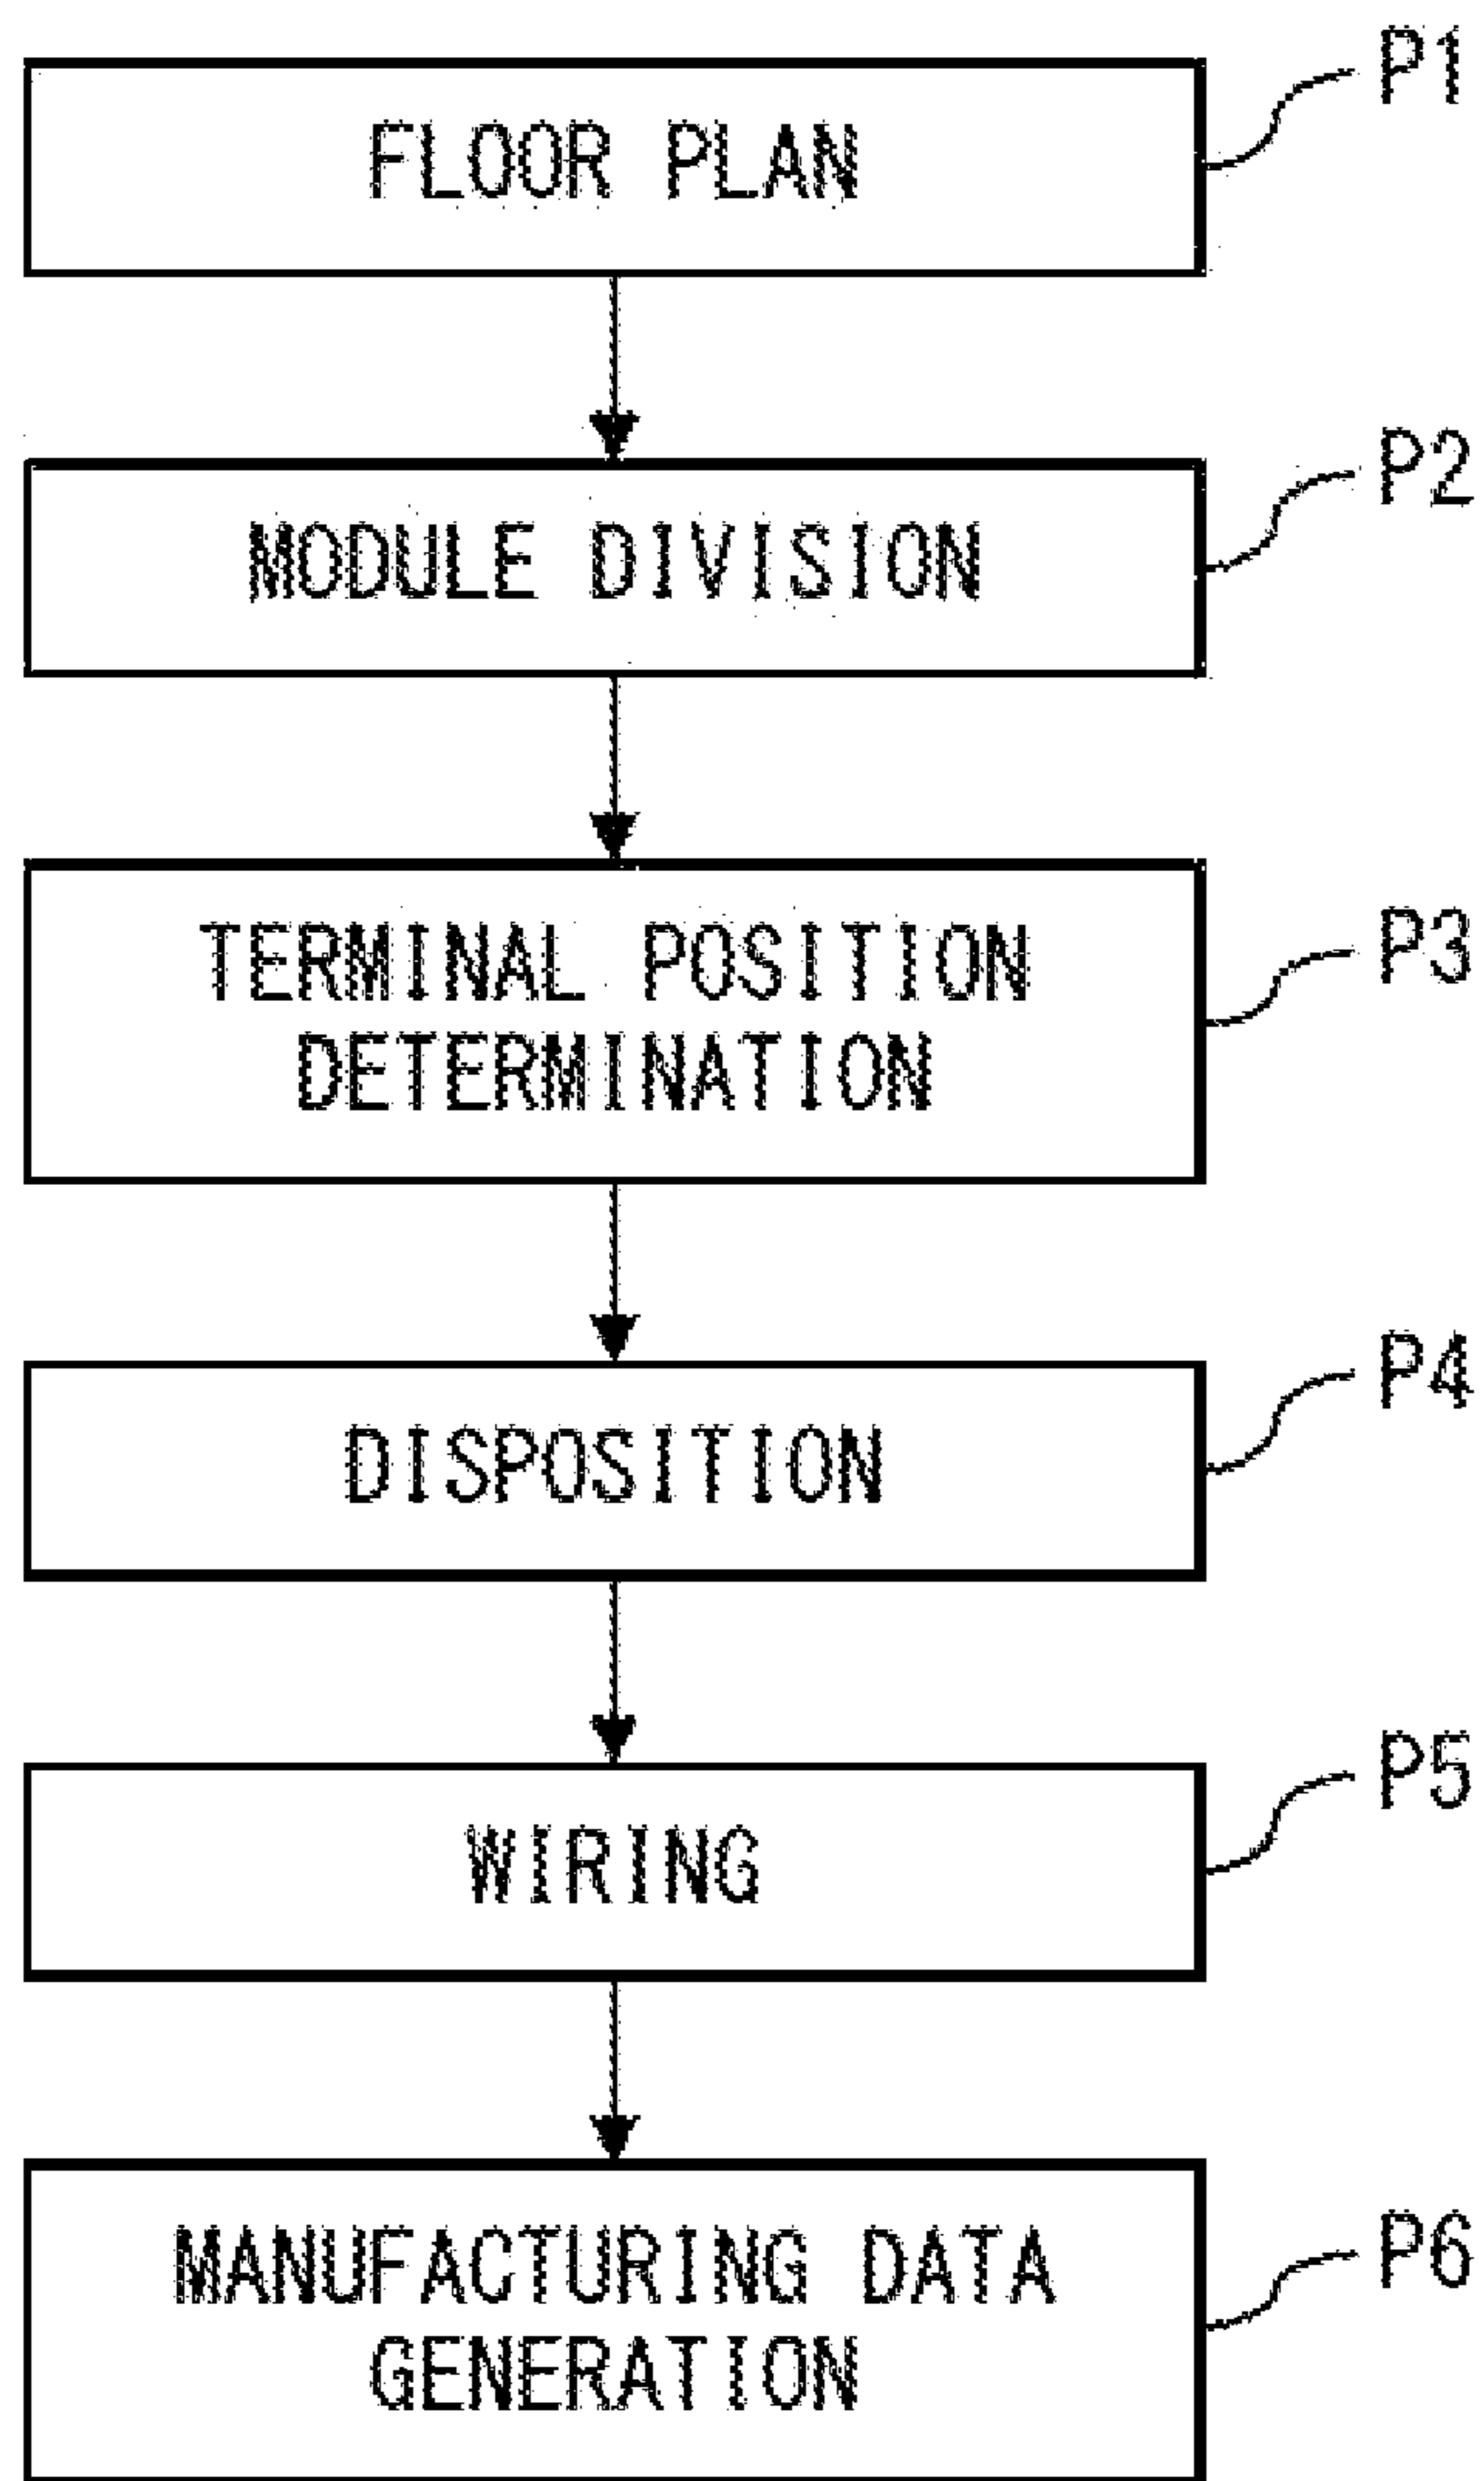 P1
FLOOR PLAN
P2
MODULE DIVISION
P3
TERMINAL POSITION
DETERMINATION
P4
DISPOSITION
P5
WIRING
P6
MANUFACTURING DATA
GENERATION